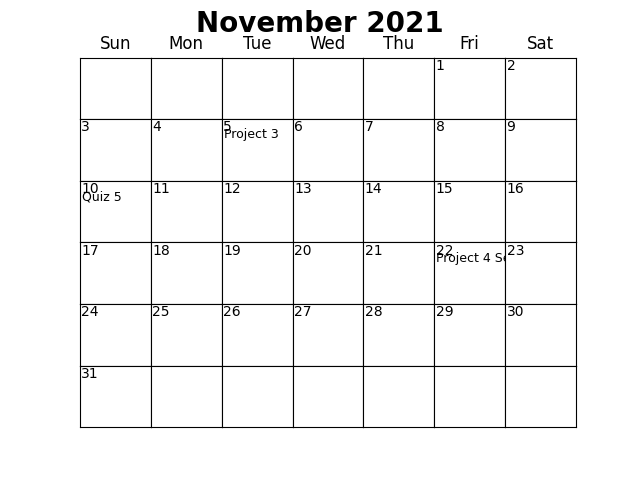 November 2021
Sun Mon Tue Wed Thu Fri Sat
1 2
3 4 5 6 7 8 9
Project 3
10 11 12 13 14 15 16
Quiz 5
17 18 19 20 21 22 23
Project 4
24 25 26 27 28 29 30
31